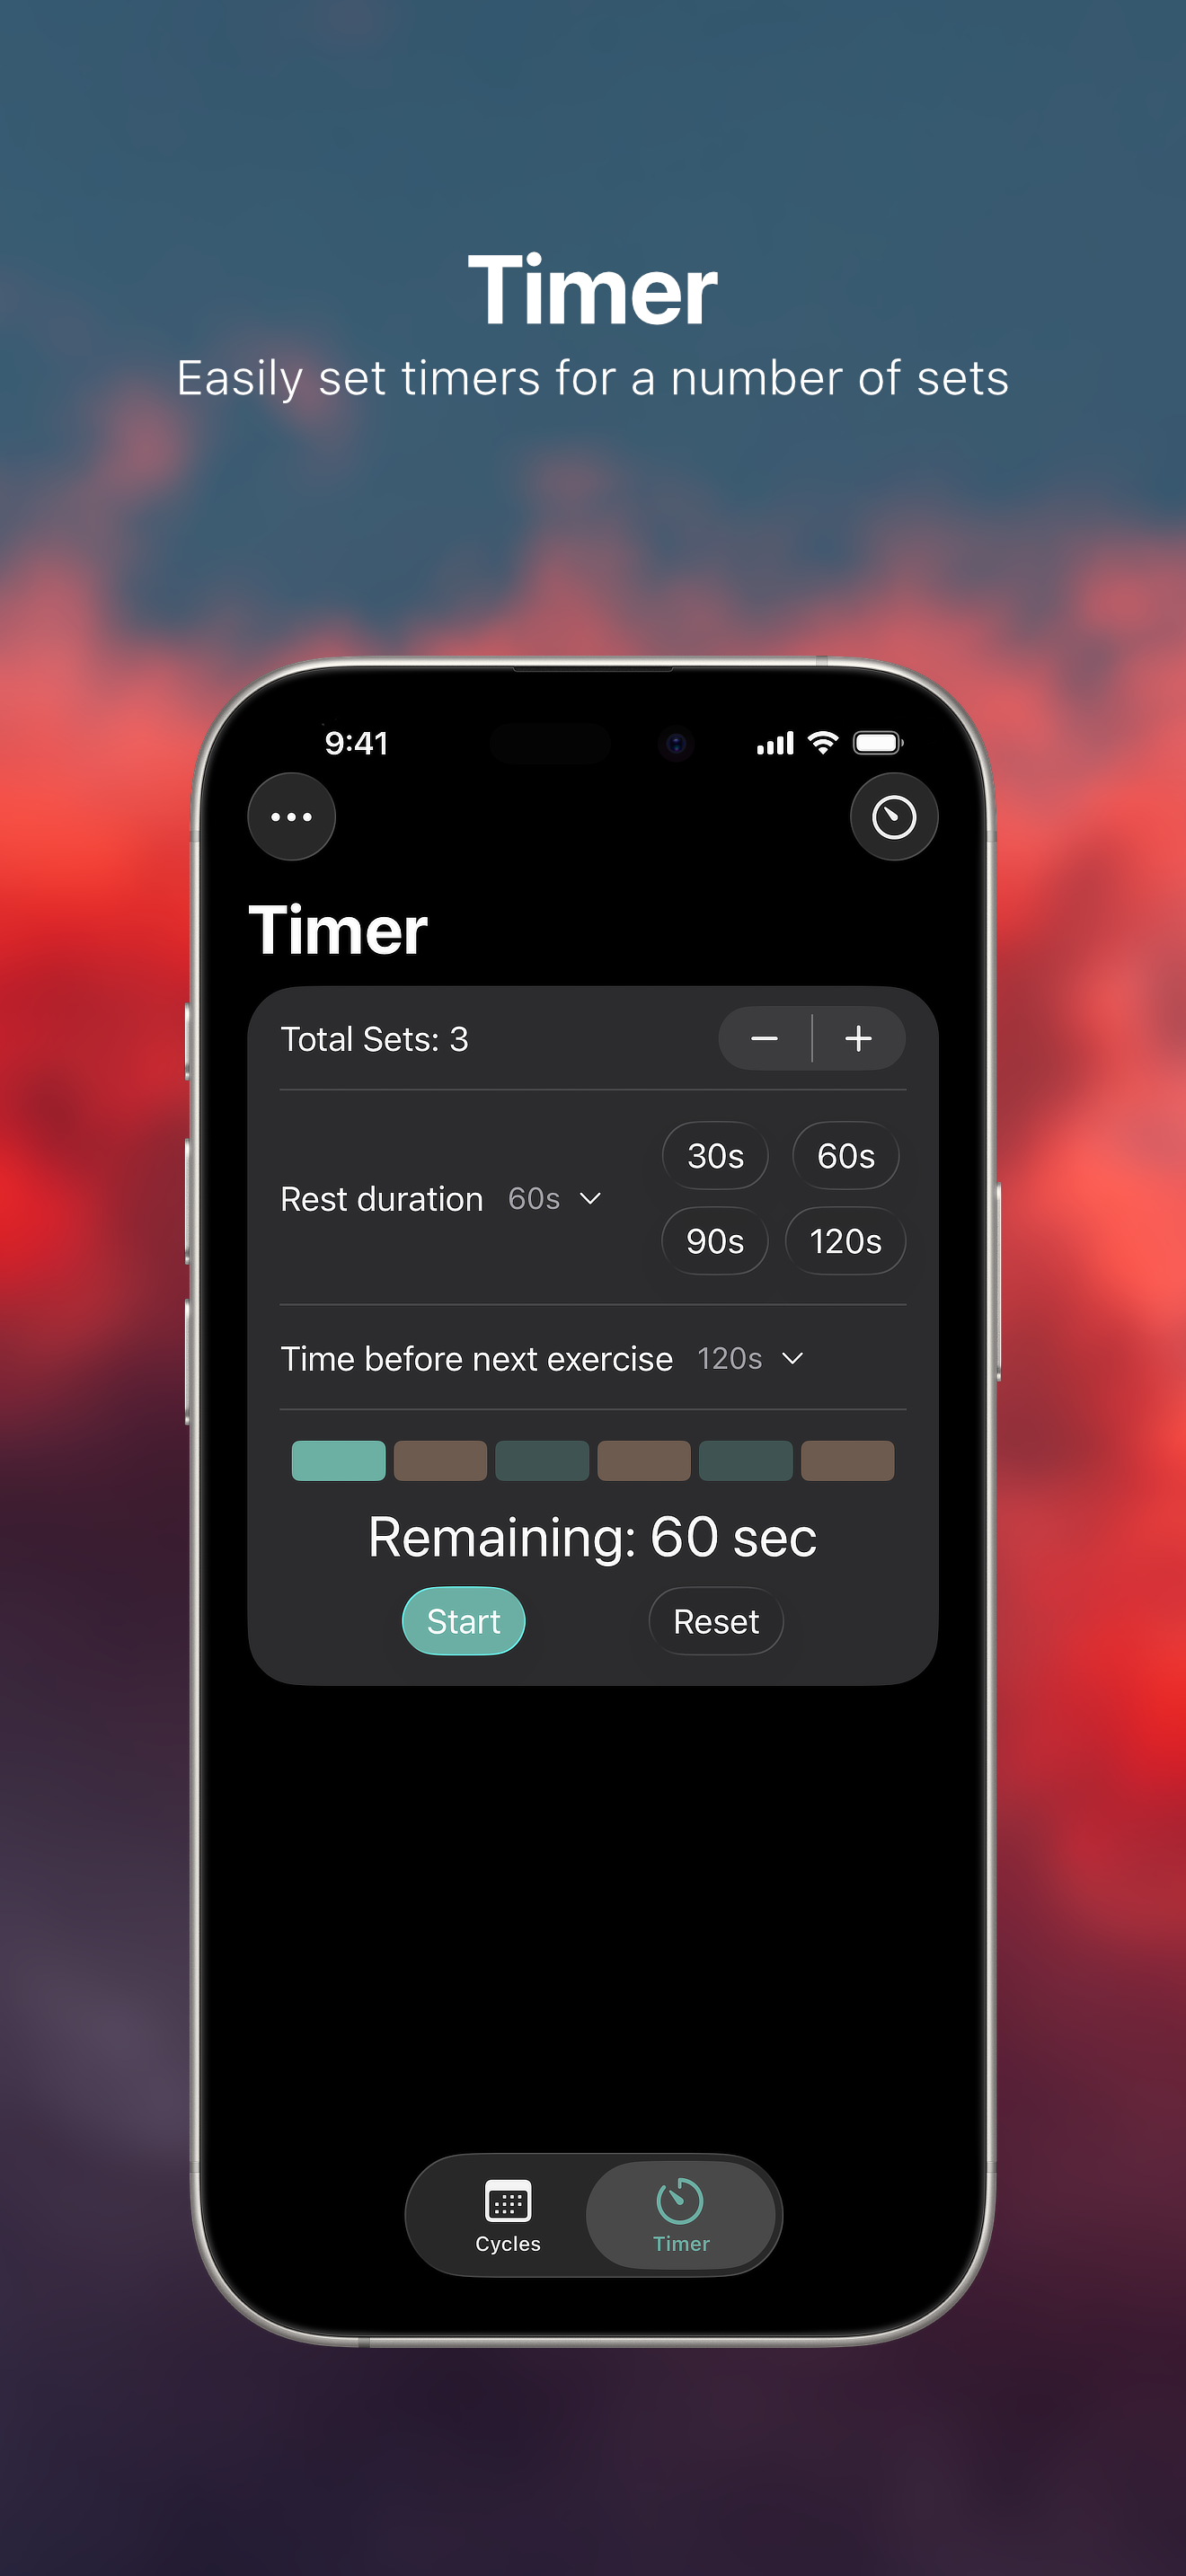 Timer
Easily set timers for a number of sets
9:41
Timer
Total Sets: 3
Rest duration 60s
30s 60s
90s 120s
Time before next exercise 120s
Remaining: 60 sec
Start Reset
Cycles Timer